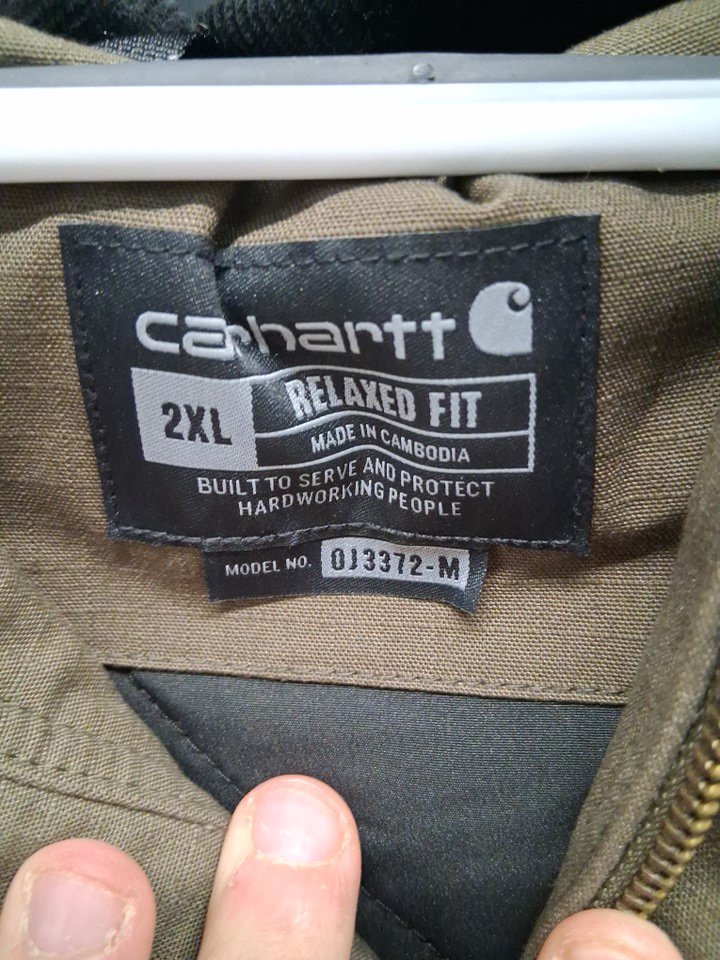 carhartt
2XL
RELAXED FIT
MADE IN CAMBODIA
BUILT TO SERVE AND PROTECT
HARDWORKING PEOPLE
MODEL NO. OJ3372-M